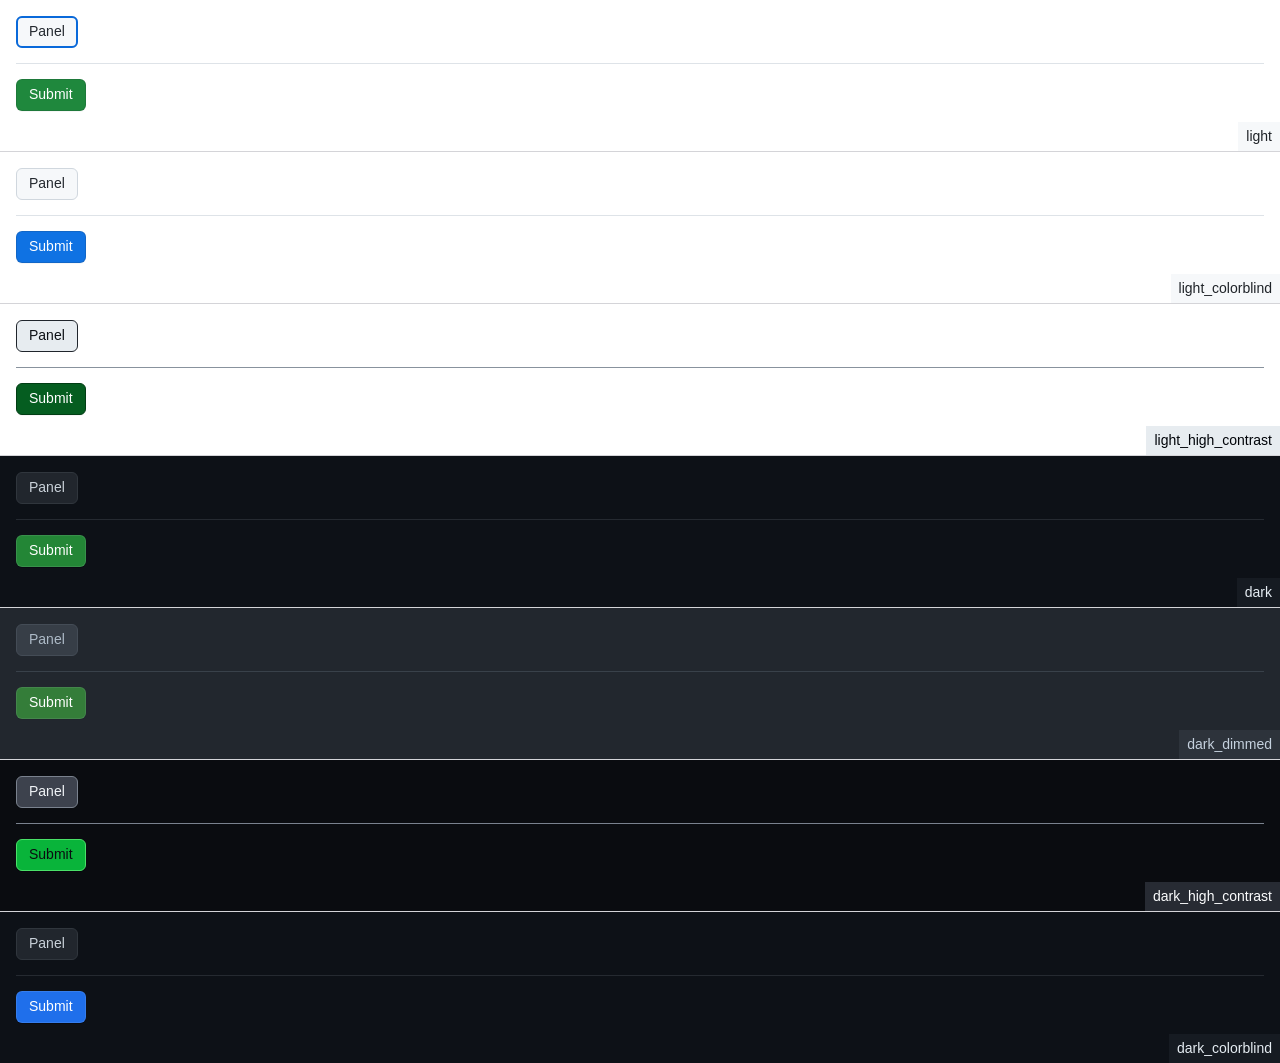 Panel
Submit
light
Panel
Submit
light_colorblind
Panel
Submit
light_high_contrast
Panel
Submit
dark
Panel
Submit
dark_dimmed
Panel
Submit
dark_high_contrast
Panel
Submit
dark_colorblind